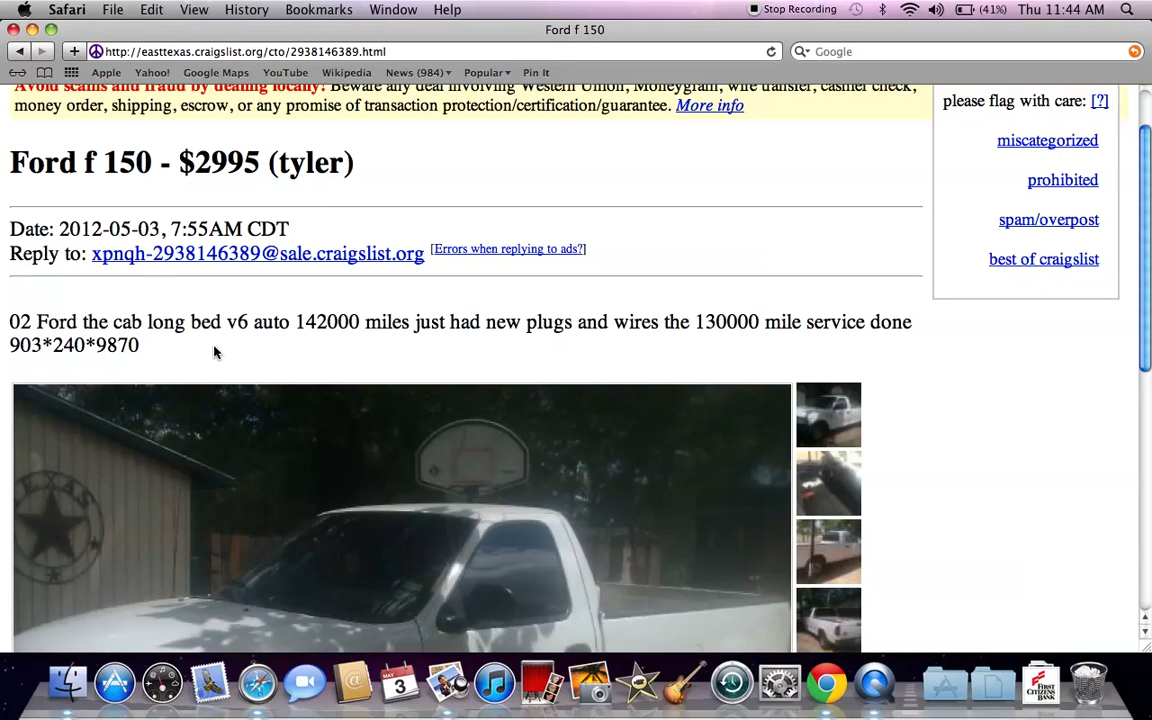 Safari File Edit View History Bookmarks Window Help Stop Recording (41%) Thu 11:44 AM
Ford f 150
http://easttexas.craigslist.org/cto/2938146389.html Google
Apple Yahoo! Google Maps YouTube Wikipedia News (984) Popular Pin It
Avoid scams and fraud by dealing locally! Beware any deal involving Western Union, Moneygram, wire transfer, cashier check,
money order, shipping, escrow, or any promise of transaction protection/certification/guarantee. More info
please flag with care: [?]
miscategorized
prohibited
spam/overpost
best of craigslist
Ford f 150 - $2995 (tyler)
Date: 2012-05-03, 7:55AM CDT
Reply to: xpnqh-2938146389@sale.craigslist.org [Errors when replying to ads?]
02 Ford the cab long bed v6 auto 142000 miles just had new plugs and wires the 130000 mile service done
903*240*9870
MAY
3
FIRST
CITIZENS
BANK